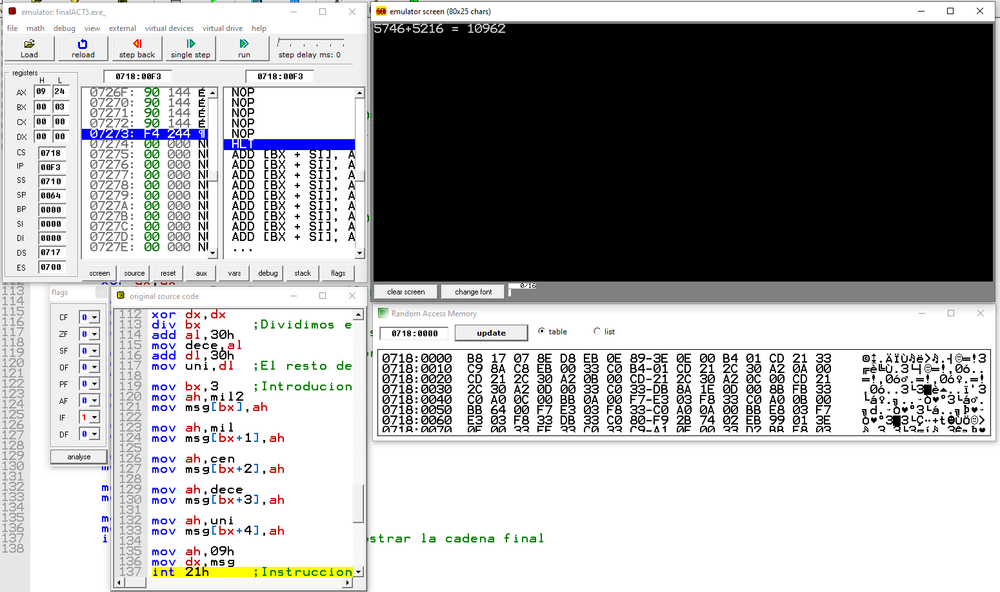 emulator: finalACT5.exe_
file math debug view external virtual devices virtual drive help
Load reload step back single step run step delay ms: 0
registers
H L
AX 09 24
BX 00 03
CX 00 00
DX 00 00
CS 0718
IP 00F3
SS 0710
SP 0064
BP 0000
SI 0000
DI 0000
DS 0717
ES 0700
0718:00F3
0726F: 90 144 É
07270: 90 144 É
07271: 90 144 É
07272: 90 144 É
07273: F4 244 ¶
07274: 00 000 NU
07275: 00 000 NU
07276: 00 000 NU
07277: 00 000 NU
07278: 00 000 NU
07279: 00 000 NU
0727A: 00 000 NU
0727B: 00 000 NU
0727C: 00 000 NU
0727D: 00 000 NU
0727E: 00 000 NU
0718:00F3
NOP
NOP
NOP
NOP
NOP
HLT
ADD [BX + SI], A
ADD [BX + SI], A
ADD [BX + SI], A
ADD [BX + SI], A
ADD [BX + SI], A
ADD [BX + SI], A
ADD [BX + SI], A
ADD [BX + SI], A
ADD [BX + SI], A
...
screen source reset aux vars debug stack flags
emulator screen (80x25 chars)
5746+5216 = 10962
clear screen change font 0/16
flags
CF 0
ZF 0
SF 0
OF 0
PF 0
AF 0
IF 1
DF 0
analyse
original source code
112 xor dx,dx
113 div bx ;Dividimos e
114 add al,30h
115 mov dece,al
116 add dl,30h
117 mov uni,dl ;El resto de
118
119 mov bx,3 ;Introducion
120 mov ah,mil2
121 mov msg[bx],ah
122
123 mov ah,mil
124 mov msg[bx+1],ah
125
126 mov ah,cen
127 mov msg[bx+2],ah
128
129 mov ah,dece
130 mov msg[bx+3],ah
131
132 mov ah,uni
133 mov msg[bx+4],ah
134
135 mov ah,09h
136 mov dx,msg
137 int 21h ;Instruccion
Random Access Memory
0718:0000 update table list
0718:0000 B8 17 07 8E D8 EB 0E 89-3E 0E 00 B4 01 CD 21 33
0718:0010 C9 8A C8 EB 00 33 C0 B4-01 CD 21 2C 30 A2 0A 00
0718:0020 CD 21 2C 30 A2 0B 00 CD-21 2C 30 A2 0C 00 CD 21
0718:0030 2C 30 A2 0D 00 33 C0 33-DB 8A 1E 0D 00 8B FB 33
0718:0040 C0 A0 0C 00 BB 0A 00 F7-E3 03 F8 33 C0 A0 0B 00
0718:0050 BB 64 00 F7 E3 03 F8 33-C0 A0 0A 00 BB E8 03 F7
0718:0060 E3 03 F8 33 DB 33 C0 80-F9 2B 74 02 EB 99 01 3E
0718:0070 0E 00 33 FF 33 C0 33 C9-A1 0E 00 33 D2 BB E8 03
113
114
115
116
117
118
119
120
121
122
123
124
125
126
127
128
129
130
131
132
133
134
135
136
137 ostrar la cadena final
138